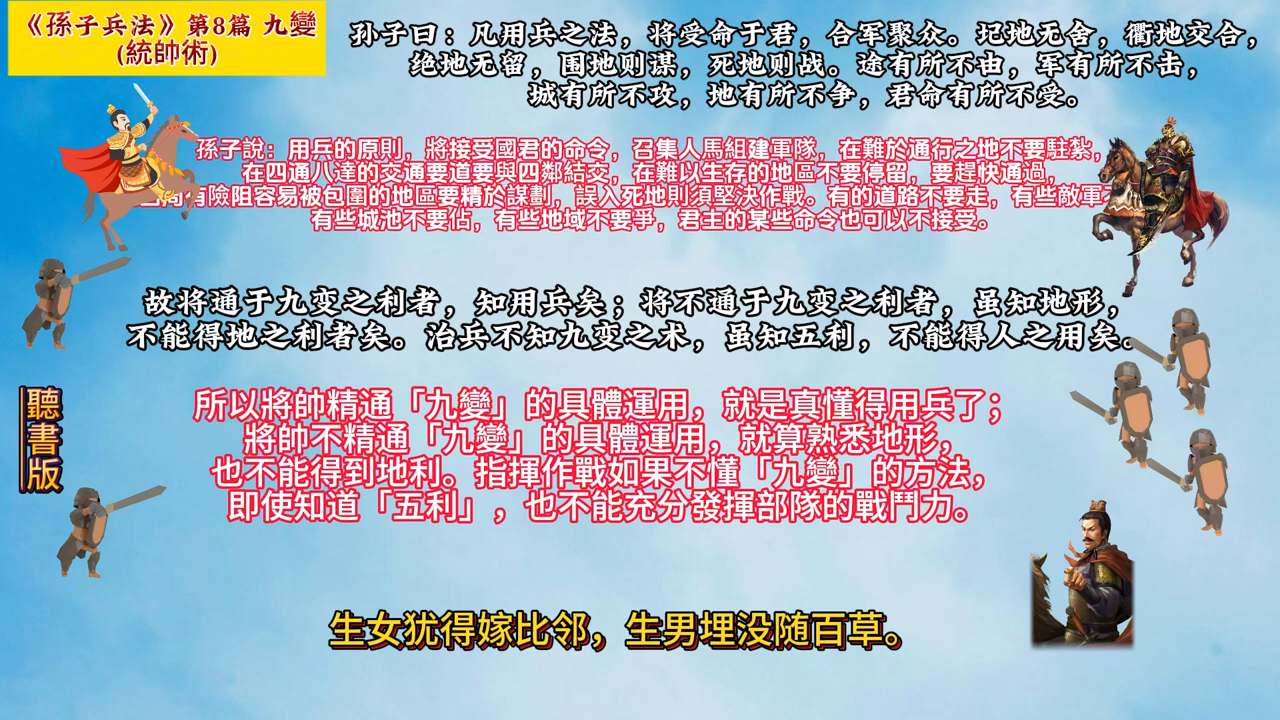 《孫子兵法》第8篇 九變
(統帥術)
孙子曰：凡用兵之法，将受命于君，合军聚众。圮地无舍，衢地交合，
绝地无留，围地则谋，死地则战。途有所不由，军有所不击，
城有所不攻，地有所不争，君命有所不受。
孫子說：用兵的原則，將接受國君的命令，召集人馬組建軍隊，在難於通行之地不要駐紮，
在四通八達的交通要道要與四鄰結交，在難以生存的地區不要停留，要趕快通過，
有險阻容易被包圍的地區要精於謀劃，誤入死地則須堅決作戰。有的道路不要走，有些敵軍
有些城池不要佔，有些地域不要爭，君主的某些命令也可以不接受。
故将通于九变之利者，知用兵矣；将不通于九变之利者，虽知地形，
不能得地之利者矣。治兵不知九变之术，虽知五利，不能得人之用矣。
聽書版
所以將帥精通「九變」的具體運用，就是真懂得用兵了；
將帥不精通「九變」的具體運用，就算熟悉地形，
也不能得到地利。指揮作戰如果不懂「九變」的方法，
即使知道「五利」，也不能充分發揮部隊的戰鬥力。
生女犹得嫁比邻，生男埋没随百草。